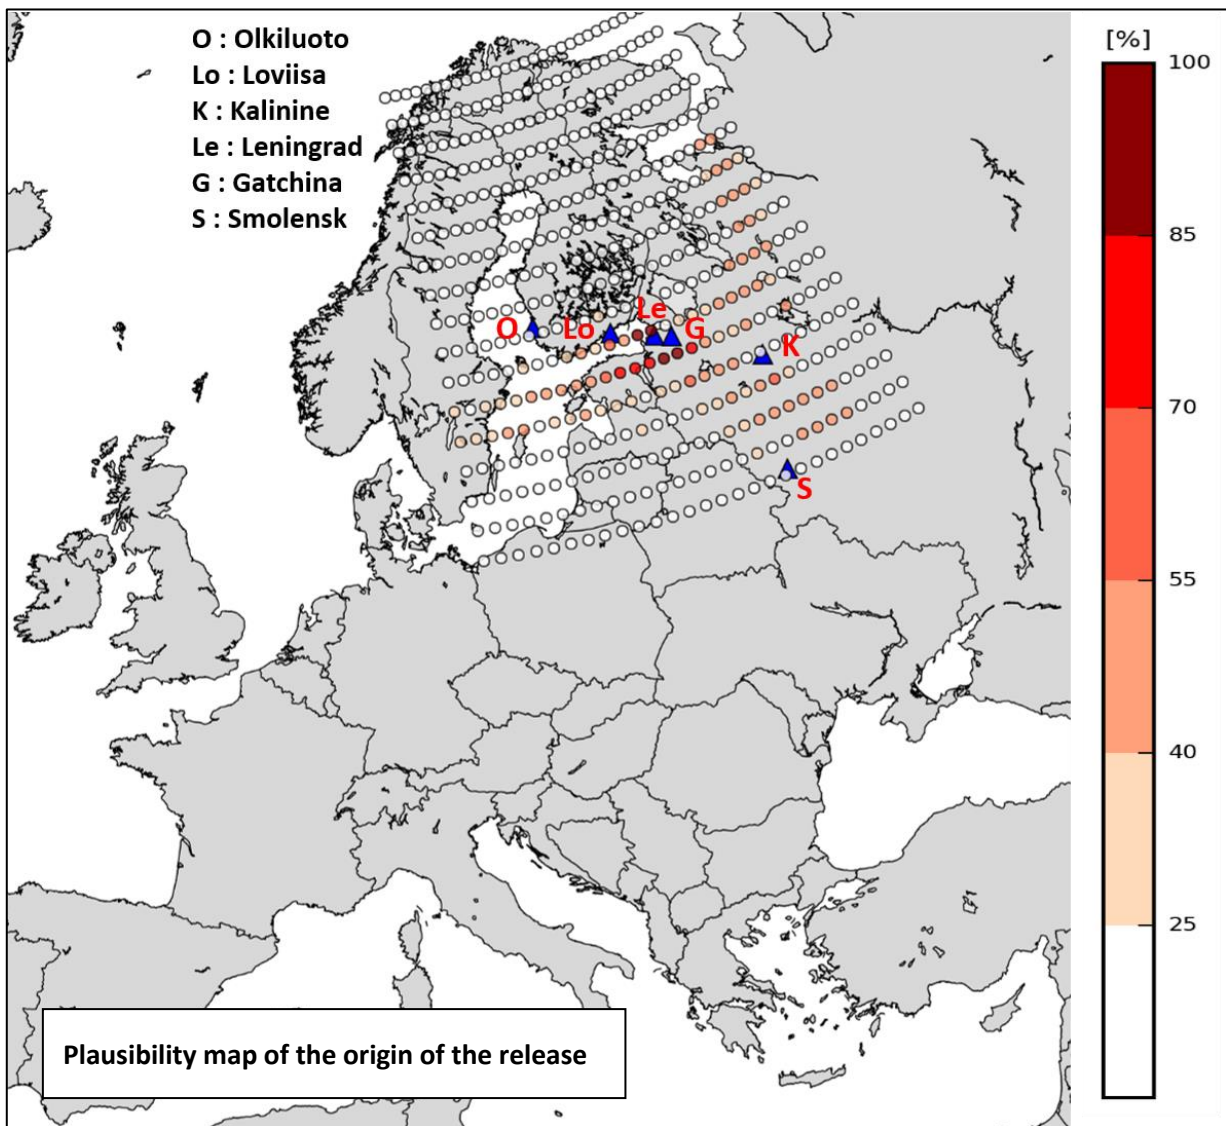 O : Olkiluoto
Lo : Loviisa
K : Kalinine
Le : Leningrad
G : Gatchina
S : Smolensk
[%]
100
85
70
55
40
25
Le
O
Lo
G
K
S
Plausibility map of the origin of the release